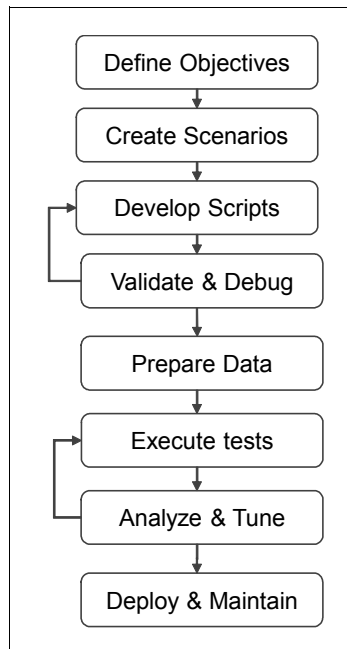 Define Objectives
Create Scenarios
Develop Scripts
Validate & Debug
Prepare Data
Execute tests
Analyze & Tune
Deploy & Maintain